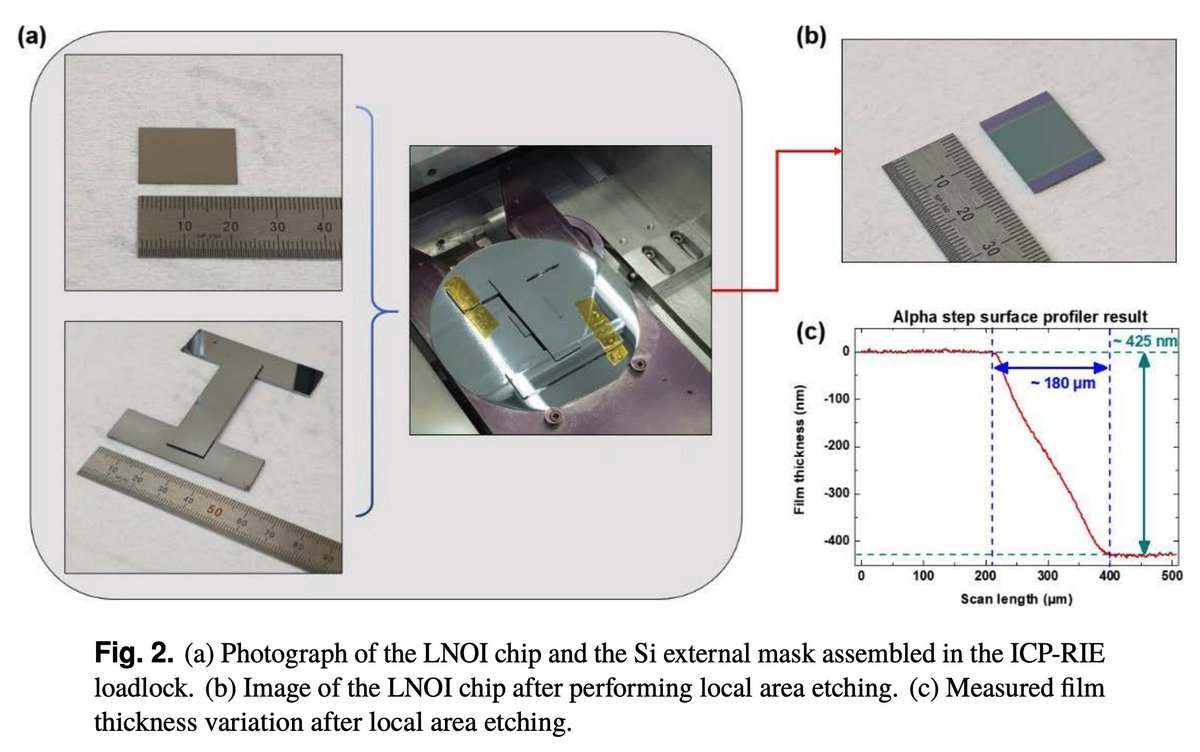 (a)
10 20 30 40
10 20 30 40 50 60 70 80 90
(b)
10 20 30
(c)
Alpha step surface profiler result
~ 425 nm
~ 180 µm
Film thickness (nm)
0
-100
-200
-300
-400
0 100 200 300 400 500
Scan length (µm)
Fig. 2. (a) Photograph of the LNOI chip and the Si external mask assembled in the ICP-RIE
loadlock. (b) Image of the LNOI chip after performing local area etching. (c) Measured film
thickness variation after local area etching.